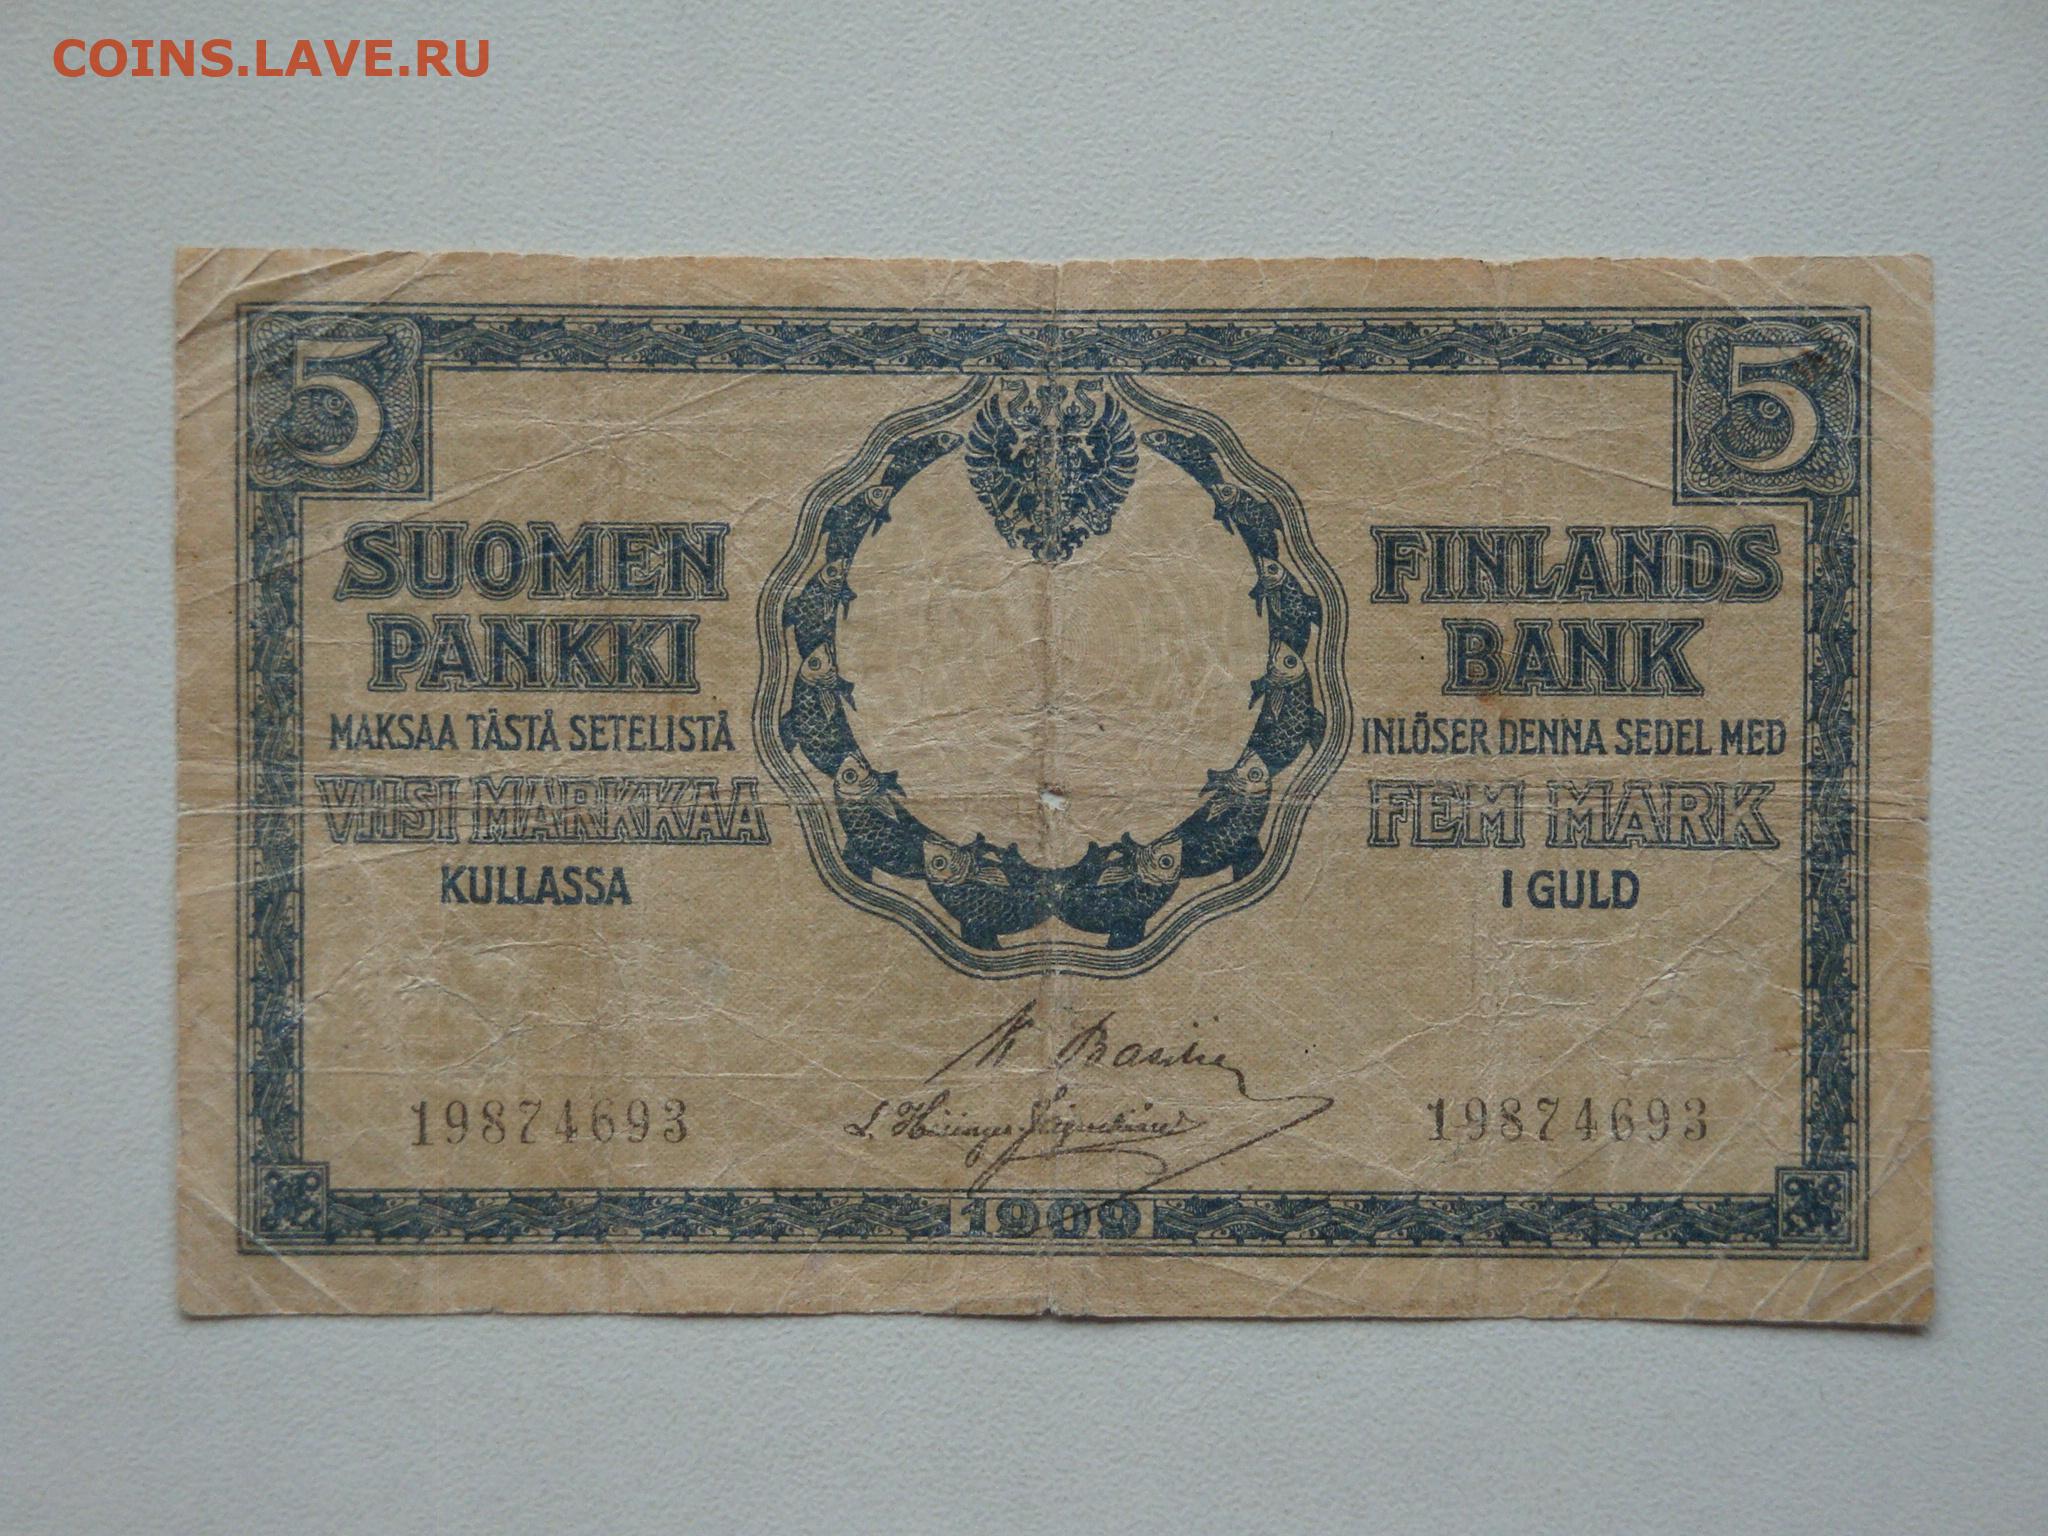 COINS.LAVE.RU
5
5
SUOMEN
PANKKI
MAKSAA TÄSTÄ SETELISTÄ
VIISI MARKKAA
KULLASSA
FINLANDS
BANK
INLÖSER DENNA SEDEL MED
FEM MARK
I GULD
19874693
19874693
1909